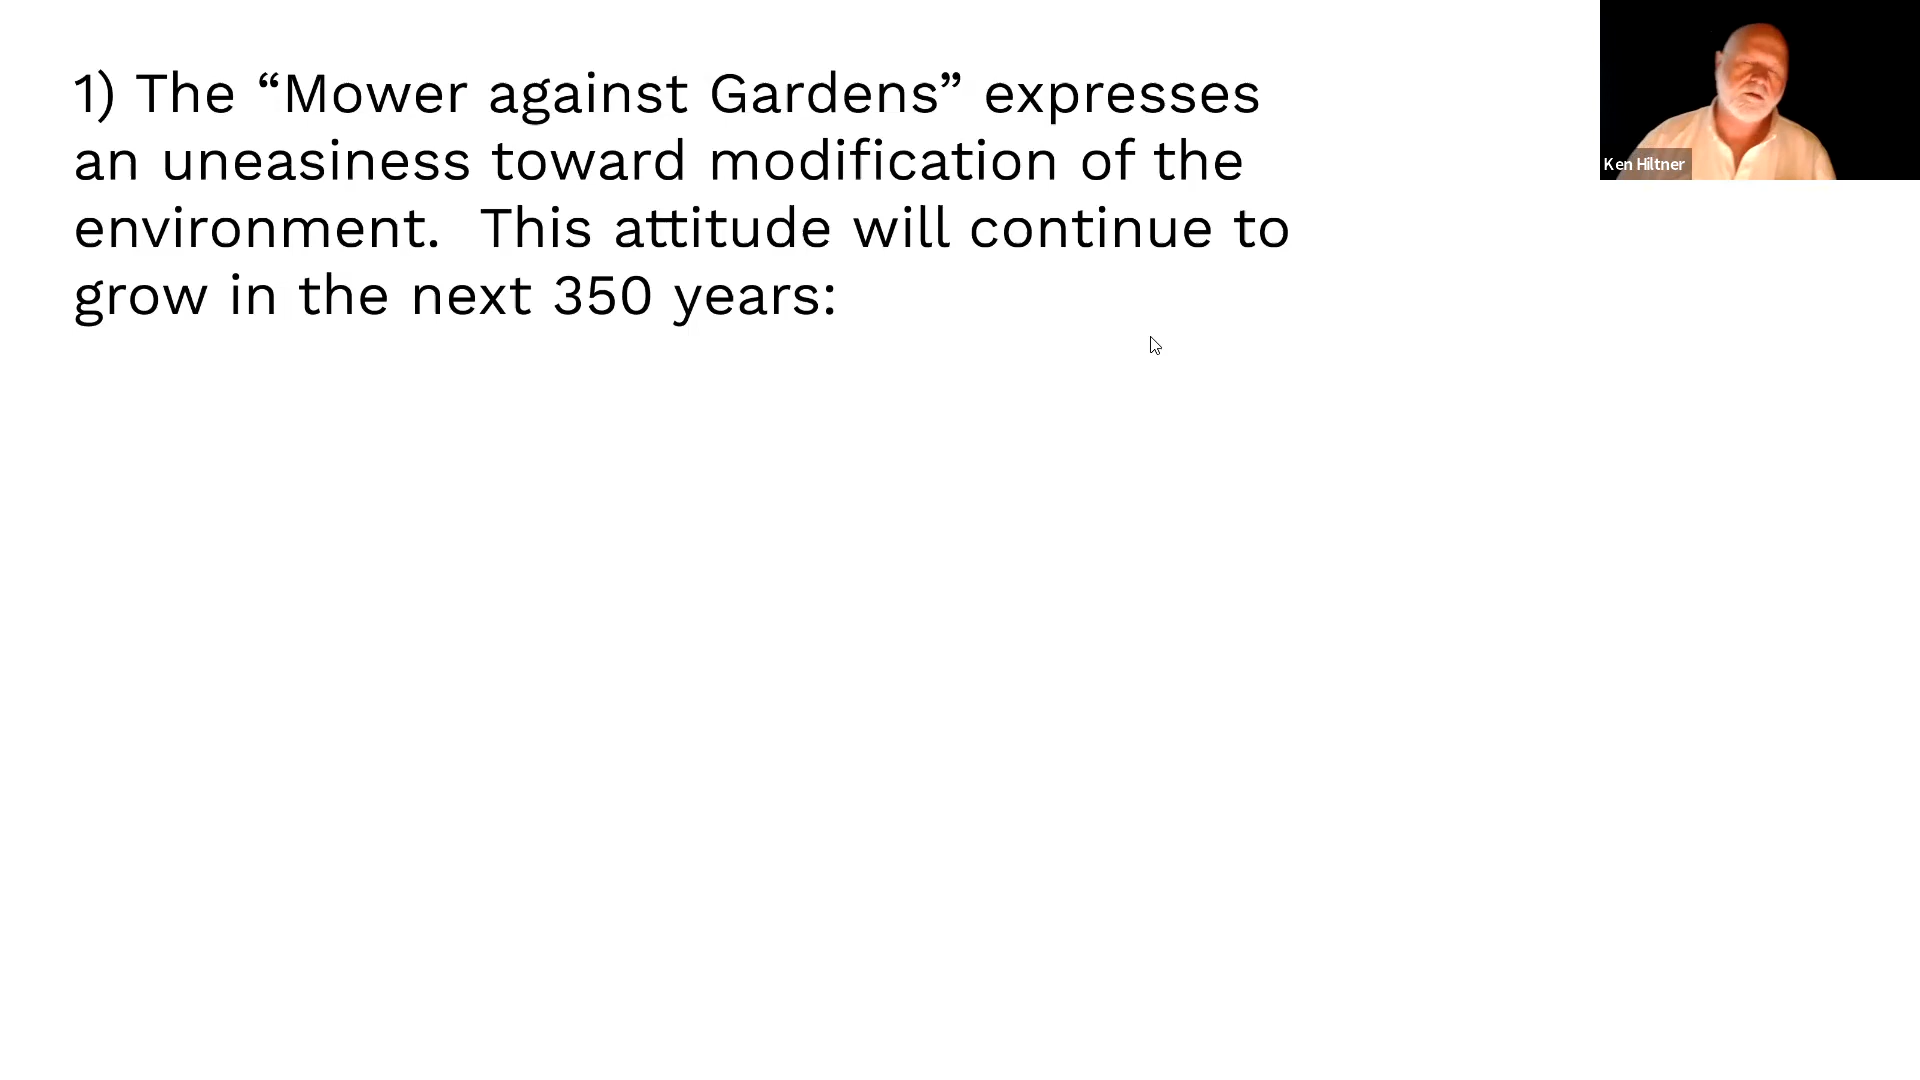 1) The “Mower against Gardens” expresses
an uneasiness toward modification of the
environment.  This attitude will continue to
grow in the next 350 years:
Ken Hiltner